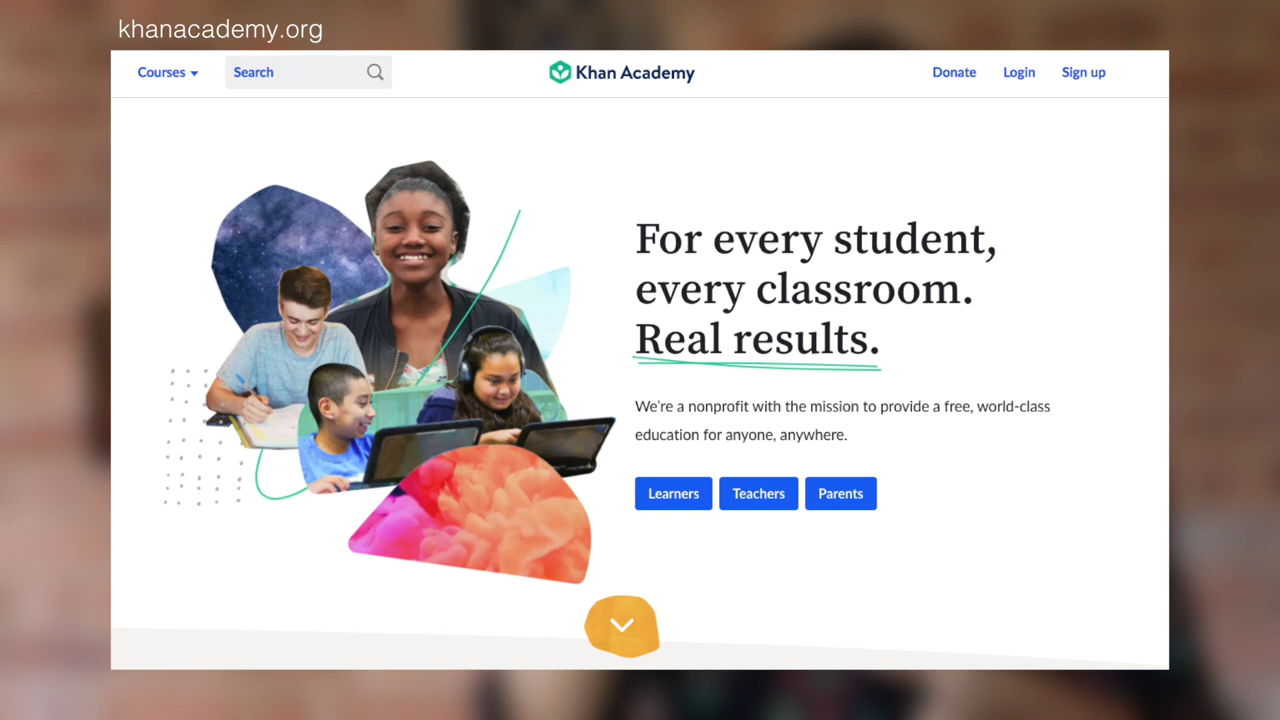 khanacademy.org
Courses
Search
Khan Academy
Donate
Login
Sign up
For every student,
every classroom.
Real results.
We're a nonprofit with the mission to provide a free, world-class
education for anyone, anywhere.
Learners
Teachers
Parents